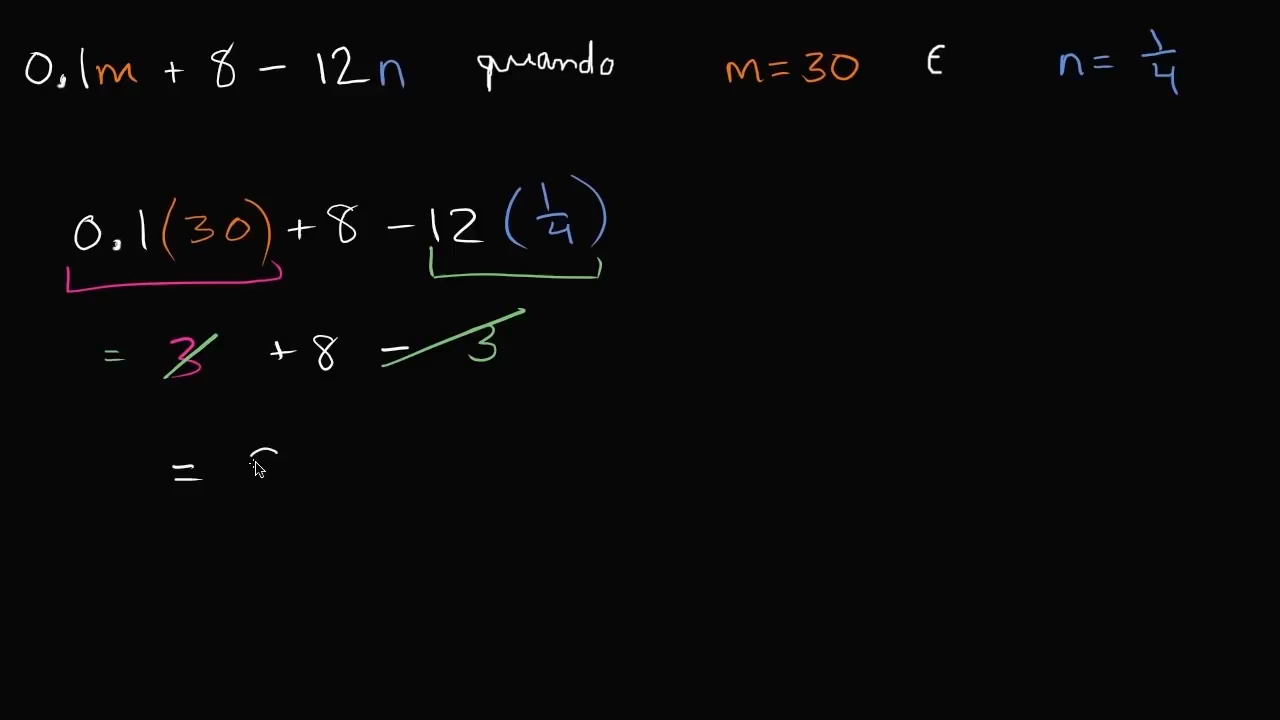 0.1m + 8 - 12n quando m = 30 E n = 1/4
0.1(30) + 8 - 12(1/4)
= 3 + 8 - 3
=